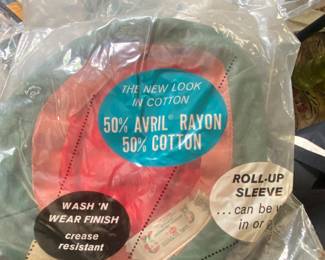 THE NEW LOOK
IN COTTON
50% AVRIL® RAYON
50% COTTON
WASH 'N
WEAR FINISH
crease
resistant
ROLL-UP
SLEEVE
...can be
in or